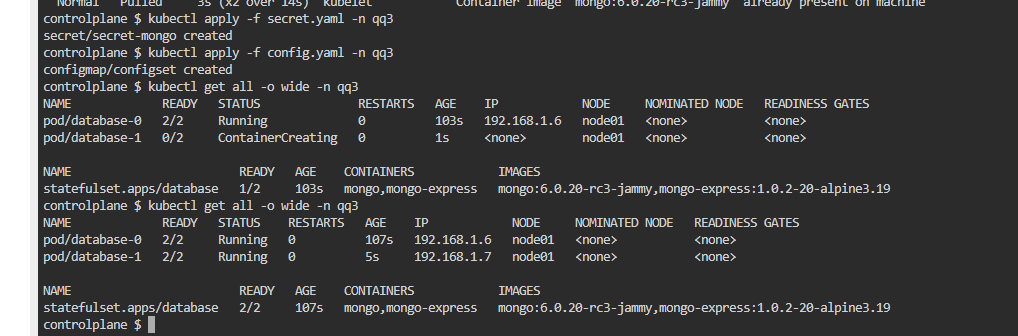 Normal Pulled 3s (x2 over 14s) kubelet Container image "mongo:6.0.20-rc3-jammy" already present on machine
controlplane $ kubectl apply -f secret.yaml -n qq3
secret/secret-mongo created
controlplane $ kubectl apply -f config.yaml -n qq3
configmap/configset created
controlplane $ kubectl get all -o wide -n qq3
NAME READY STATUS RESTARTS AGE IP NODE NOMINATED NODE READINESS GATES
pod/database-0 2/2 Running 0 103s 192.168.1.6 node01 <none> <none>
pod/database-1 0/2 ContainerCreating 0 1s <none> node01 <none> <none>
NAME READY AGE CONTAINERS IMAGES
statefulset.apps/database 1/2 103s mongo,mongo-express mongo:6.0.20-rc3-jammy,mongo-express:1.0.2-20-alpine3.19
controlplane $ kubectl get all -o wide -n qq3
NAME READY STATUS RESTARTS AGE IP NODE NOMINATED NODE READINESS GATES
pod/database-0 2/2 Running 0 107s 192.168.1.6 node01 <none> <none>
pod/database-1 2/2 Running 0 5s 192.168.1.7 node01 <none> <none>
NAME READY AGE CONTAINERS IMAGES
statefulset.apps/database 2/2 107s mongo,mongo-express mongo:6.0.20-rc3-jammy,mongo-express:1.0.2-20-alpine3.19
controlplane $